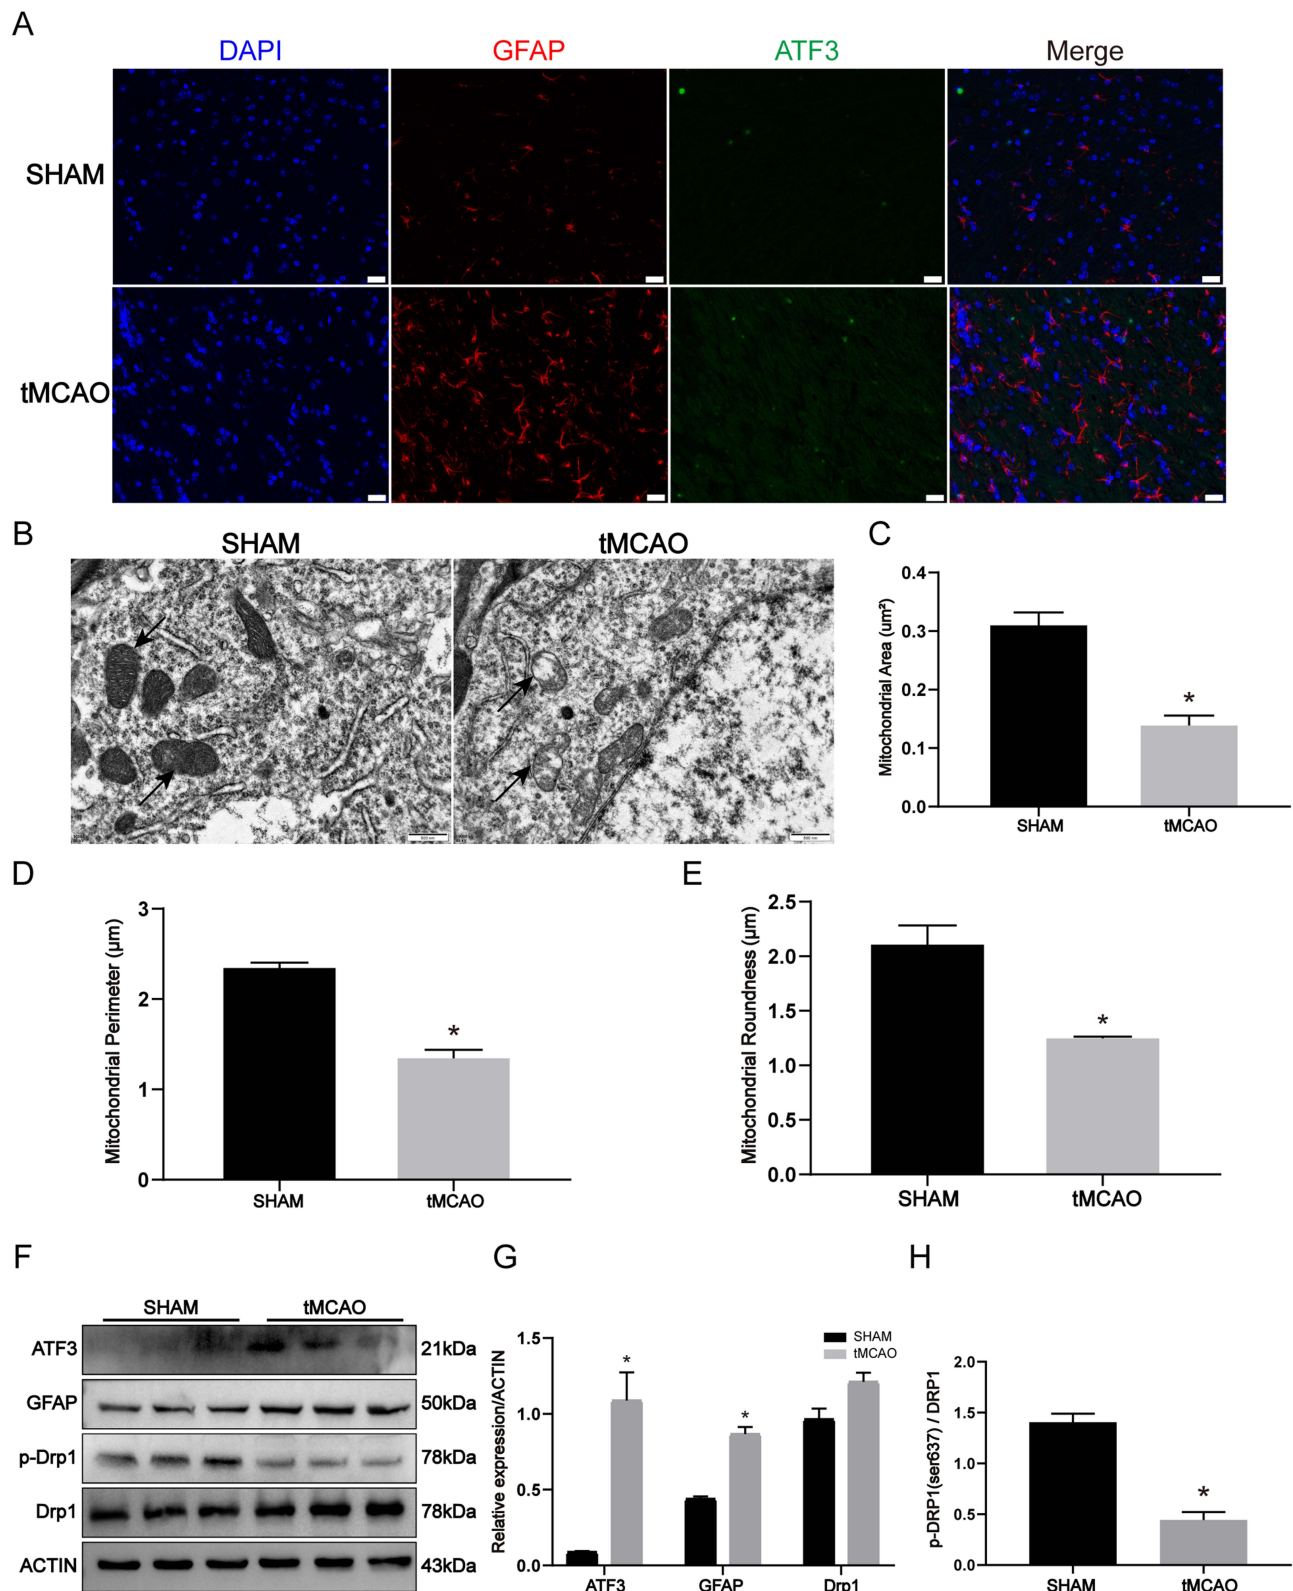 A
DAPI GFAP ATF3 Merge
SHAM
tMCAO
B
SHAM tMCAO
C
Mitochondrial Area (um²)
0.4
0.3
0.2
0.1
0.0
*
SHAM tMCAO
D
Mitochondrial Perimeter (μm)
3
2
1
0
*
SHAM tMCAO
E
Mitochondrial Roundness (μm)
2.5
2.0
1.5
1.0
0.5
0.0
*
SHAM tMCAO
F
SHAM tMCAO
ATF3 21kDa
GFAP 50kDa
p-Drp1 78kDa
Drp1 78kDa
ACTIN 43kDa
G
Relative expression/ACTIN
1.5
1.0
0.5
0.0
SHAM
tMCAO
*
*
ATF3 GFAP Drp1
H
p-DRP1(ser637) / DRP1
2.0
1.5
1.0
0.5
0.0
*
SHAM tMCAO